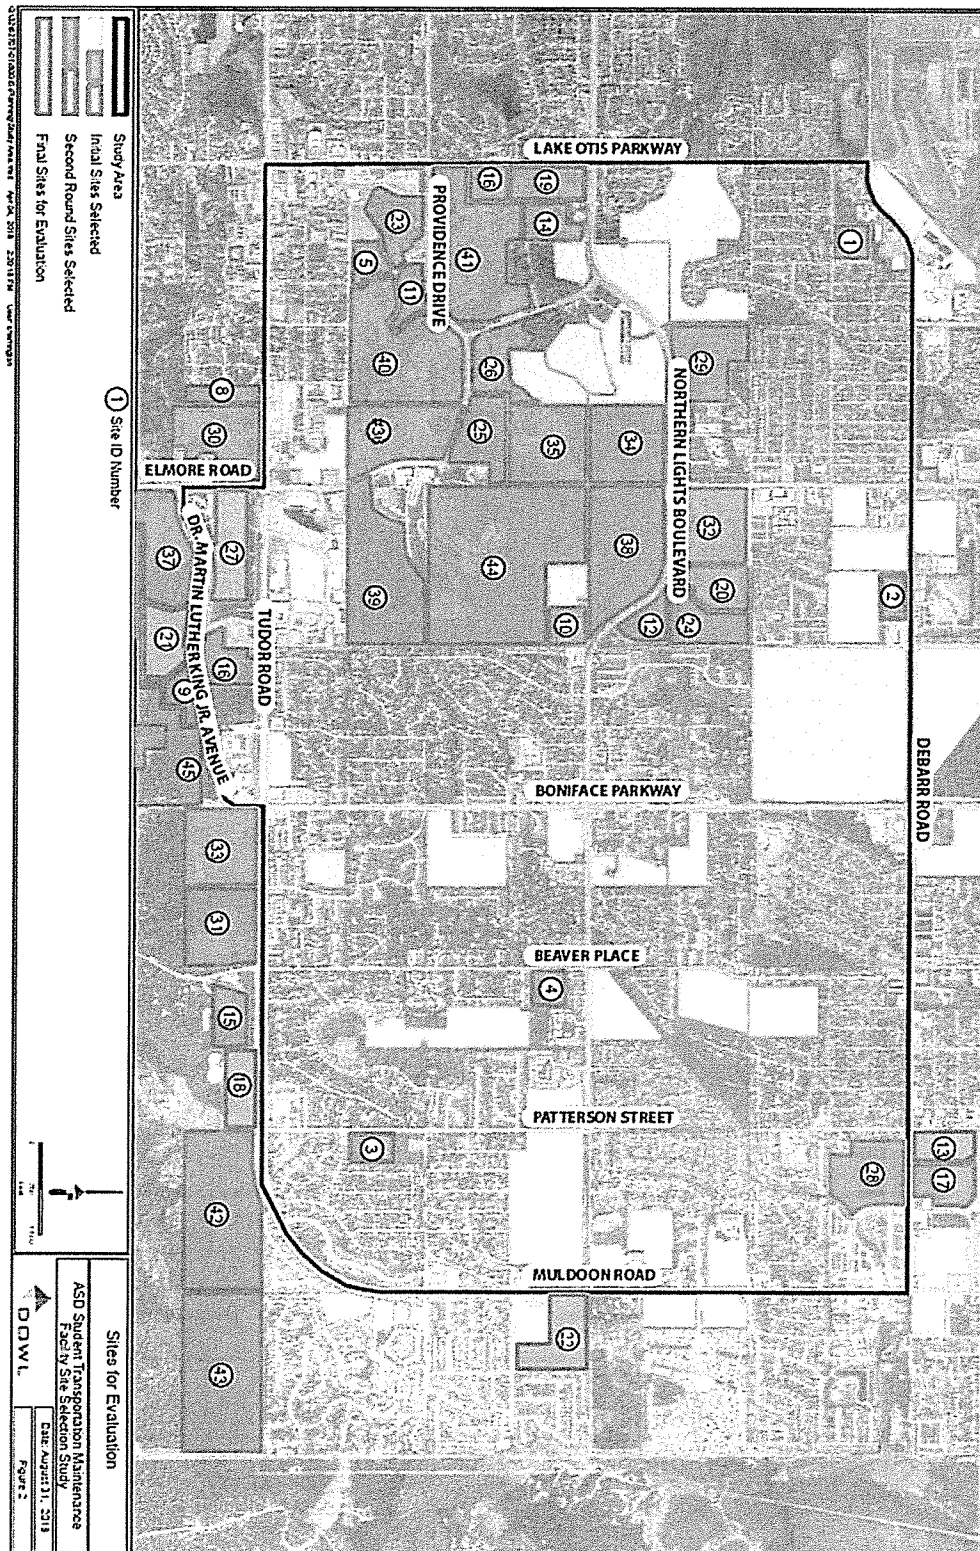 LAKE OTIS PARKWAY
PROVIDENCE DRIVE
NORTHERN LIGHTS BOULEVARD
DEBARR ROAD
ELMORE ROAD
DR. MARTIN LUTHER KING JR. AVENUE
TUDOR ROAD
BONIFACE PARKWAY
BEAVER PLACE
PATTERSON STREET
MULDOON ROAD
1
19
16
14
23
41
5
11
40
26
29
8
30
25
35
34
27
37
44
38
32
20
2
39
10
12
24
21
16
9
45
33
31
4
15
18
3
13
17
28
42
43
Study Area
Initial Sites Selected
Second Round Sites Selected
Final Sites for Evaluation
1 Site ID Number
Sites for Evaluation
ASD Student Transportation Maintenance
Facility Site Selection Study
DOWL
Date: August 31, 2018
Figure 2